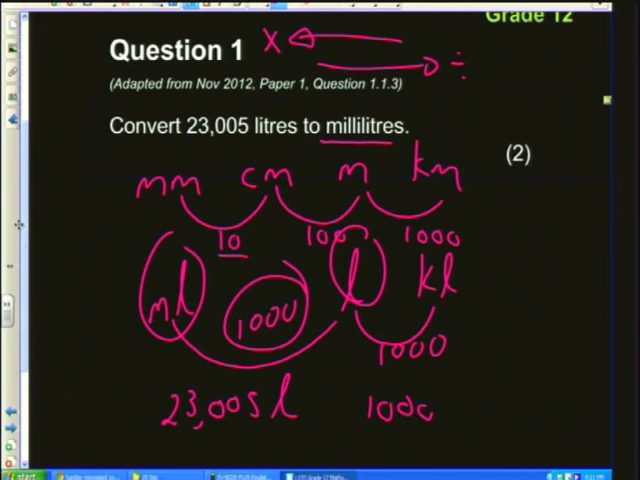 Grade 12
Question 1 X ÷
(Adapted from Nov 2012, Paper 1, Question 1.1.3)
Convert 23,005 litres to millilitres.
(2)
mm cm m km
10 100 1000
ml 1000 l kl
1000
23,005 l 1000
start